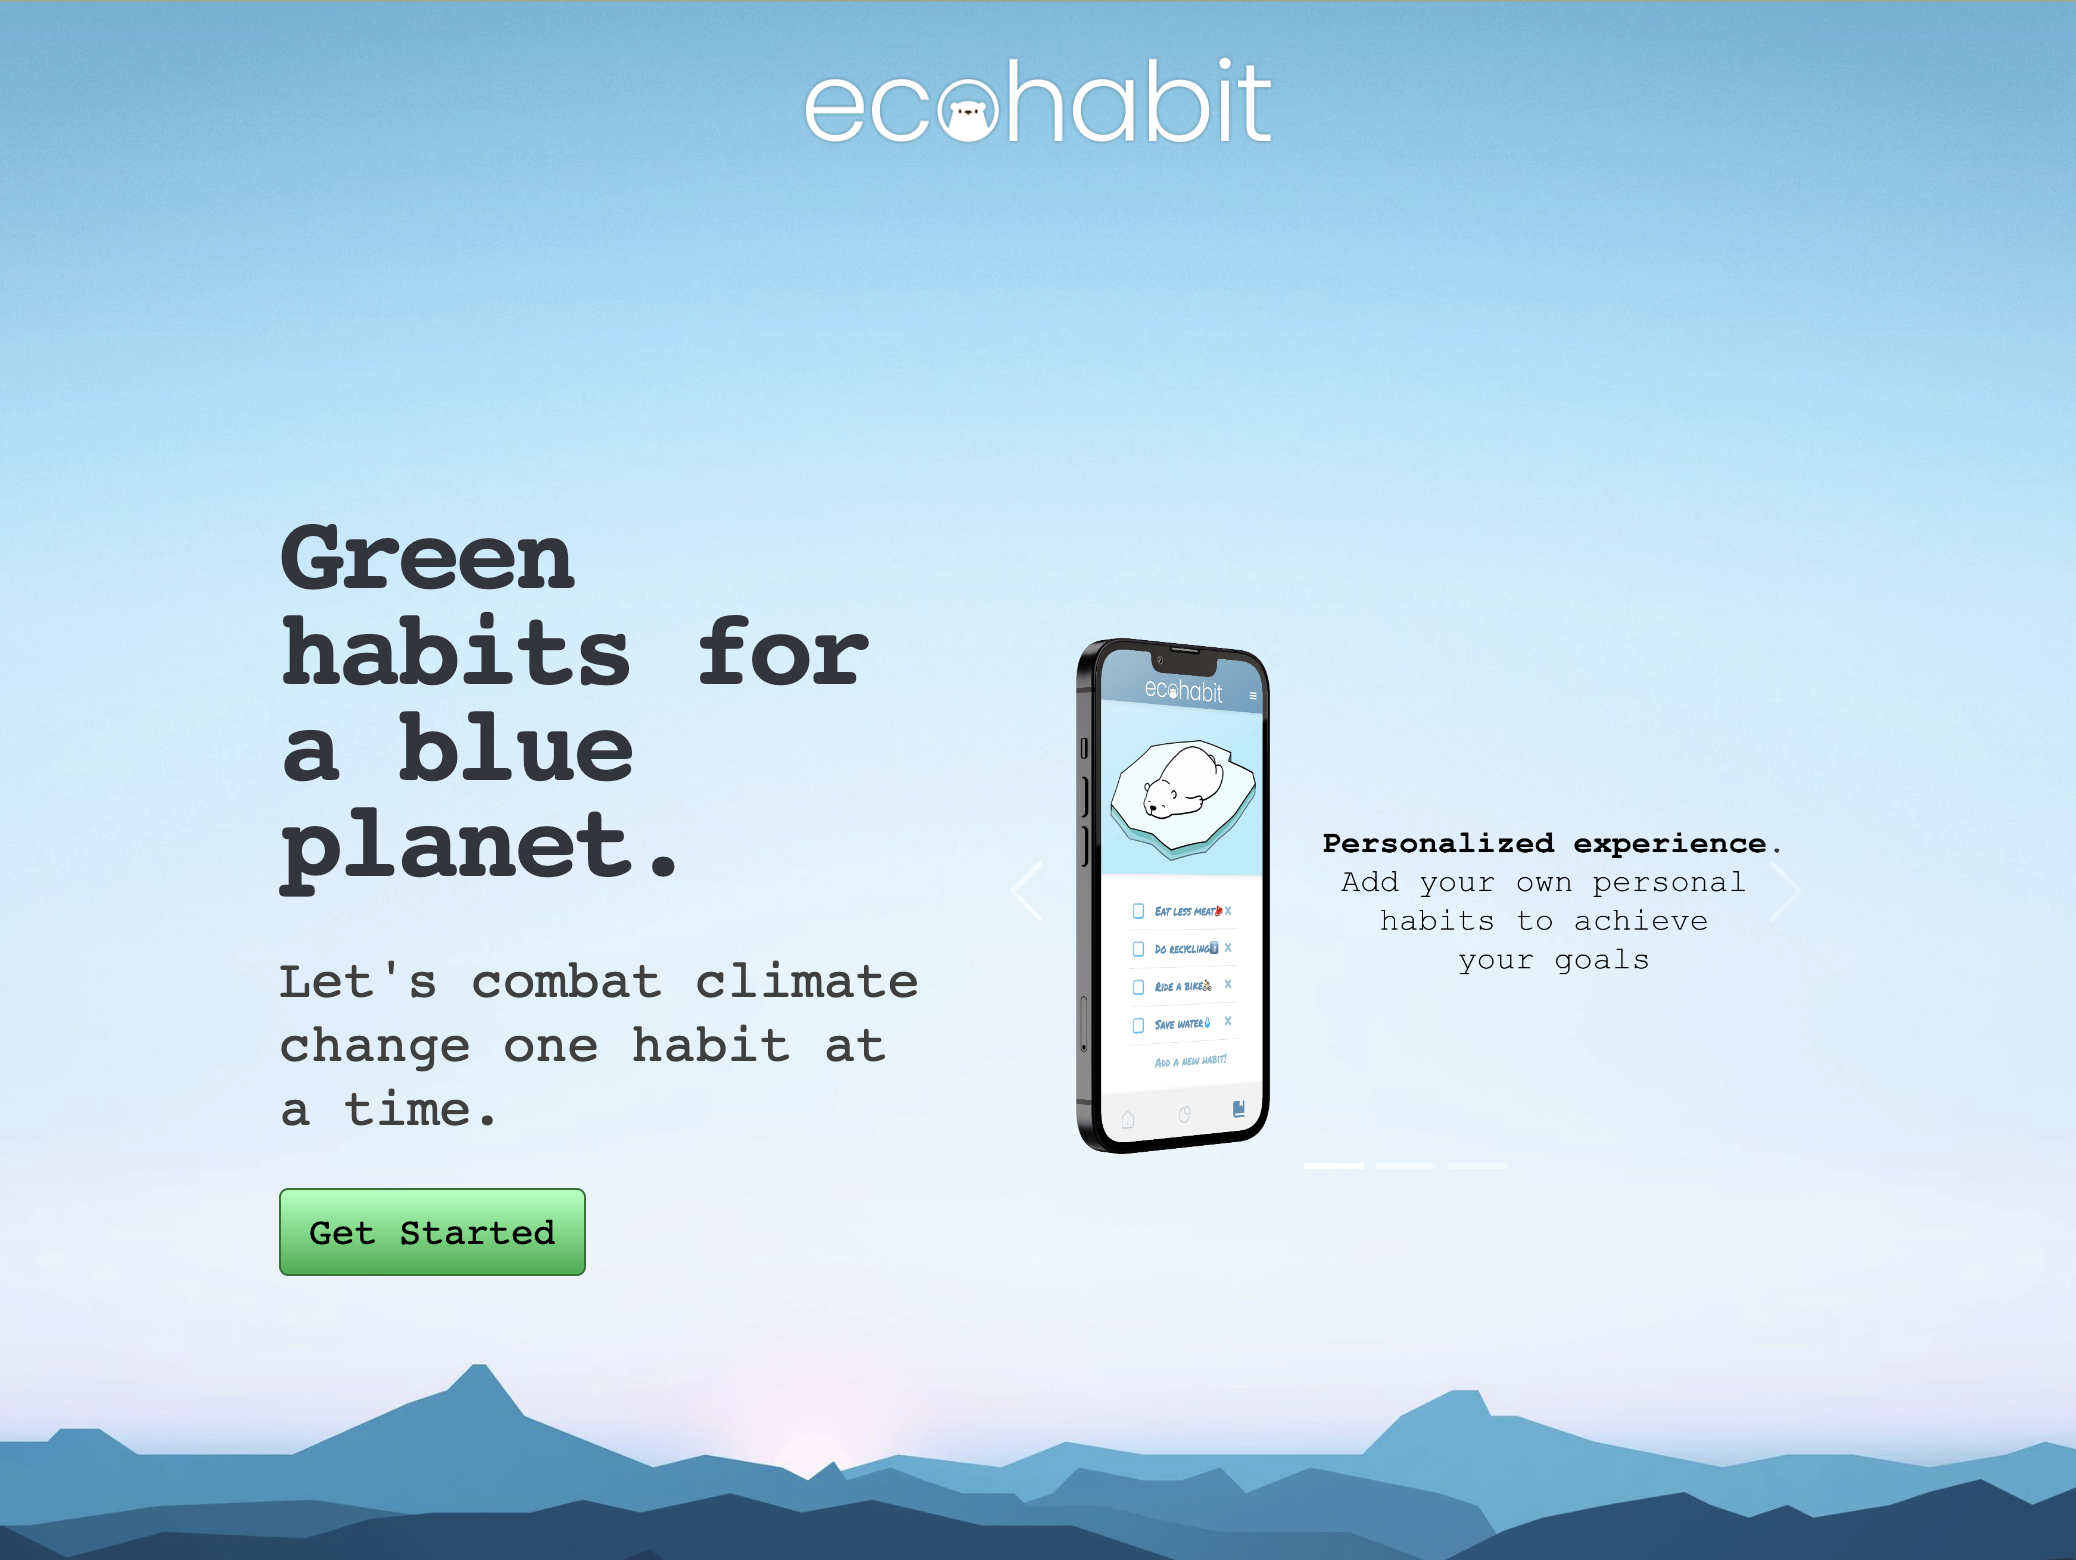 ecohabit
Green
habits for
a blue
planet.
Let's combat climate
change one habit at
a time.
Get Started
ecohabit
Eat less meat
Do recycling
Ride a bike
Save water
Add a new habit!
Personalized experience.
Add your own personal
habits to achieve
your goals